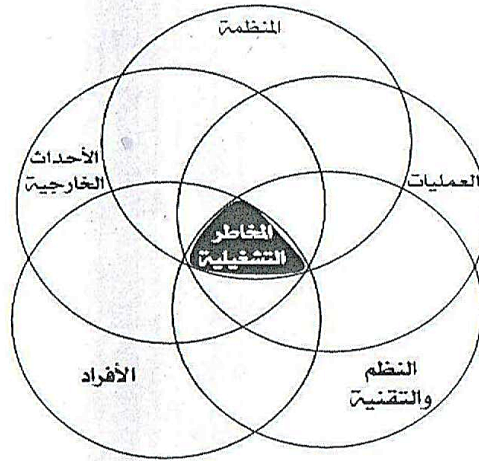 المنظمة
الأحداث
الخارجية
العمليات
المخاطر
التشغيلية
الأفراد
النظم
والتقنية